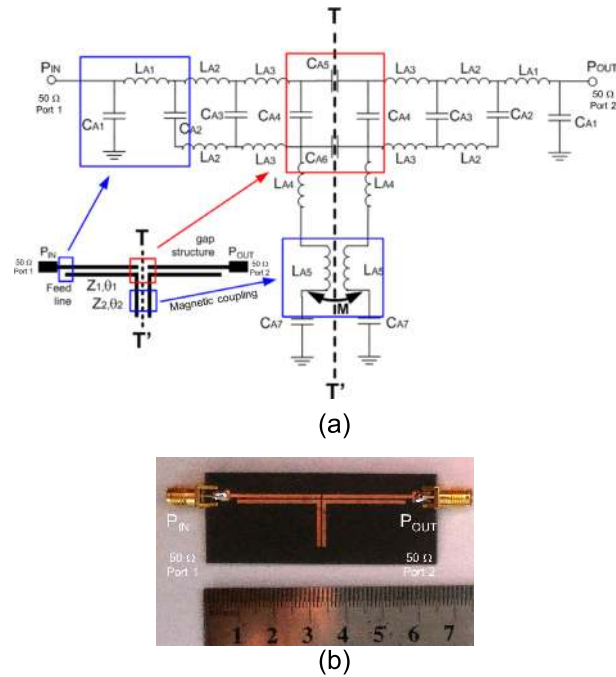 T
PIN
50 Ω
Port 1
LA1
LA2
LA3
CA5
LA3
LA2
LA1
POUT
50 Ω
Port 2
CA1
CA2
CA3
CA4
CA4
CA3
CA2
CA1
LA2
LA3
CA6
LA3
LA2
LA4
LA4
T
PIN
50 Ω
Port 1
gap
structure
POUT
50 Ω
Port 2
Feed
line
Z1,θ1
Z2,θ2
Magnetic coupling
T'
LA5
LA5
M
CA7
CA7
T'
(a)
PIN
POUT
50 Ω
Port 1
50 Ω
Port 2
1 2 3 4 5 6 7
(b)